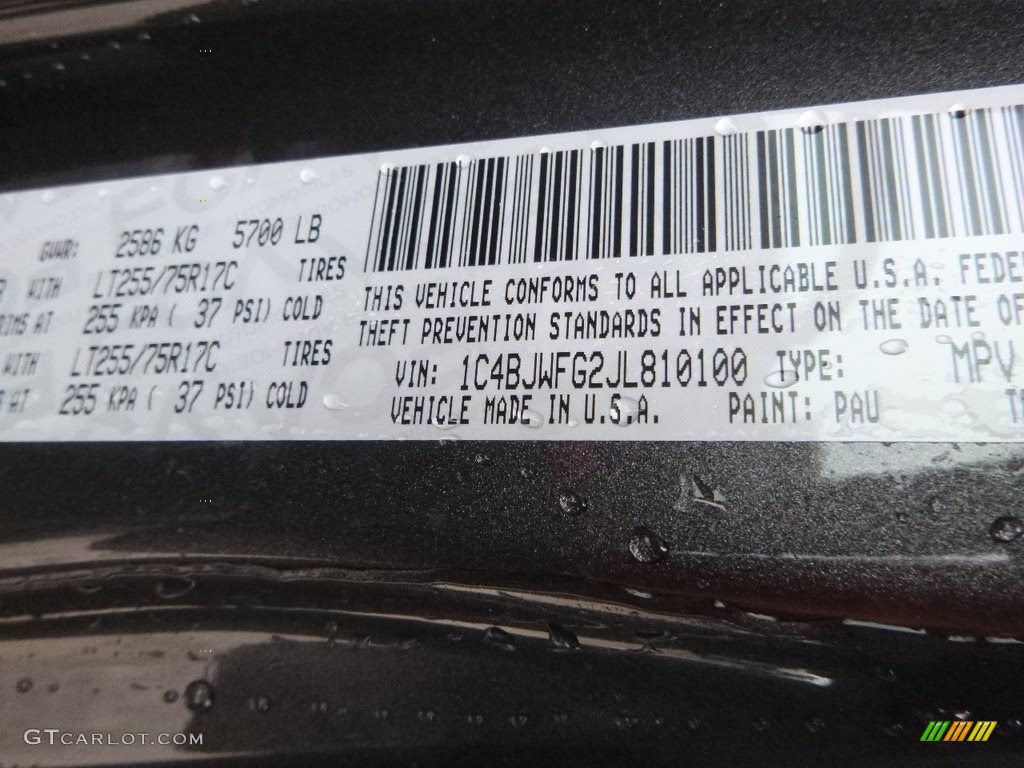 GVWR: 2586 KG 5700 LB
WITH LT255/75R17C TIRES
RIMS AT 255 KPA ( 37 PSI) COLD
WITH LT255/75R17C TIRES
AT 255 KPA ( 37 PSI) COLD
THIS VEHICLE CONFORMS TO ALL APPLICABLE U.S.A. FEDE
THEFT PREVENTION STANDARDS IN EFFECT ON THE DATE OF
VIN: 1C4BJWFG2JL810100 TYPE: MPV
VEHICLE MADE IN U.S.A. PAINT: PAU
GTCARLOT.COM